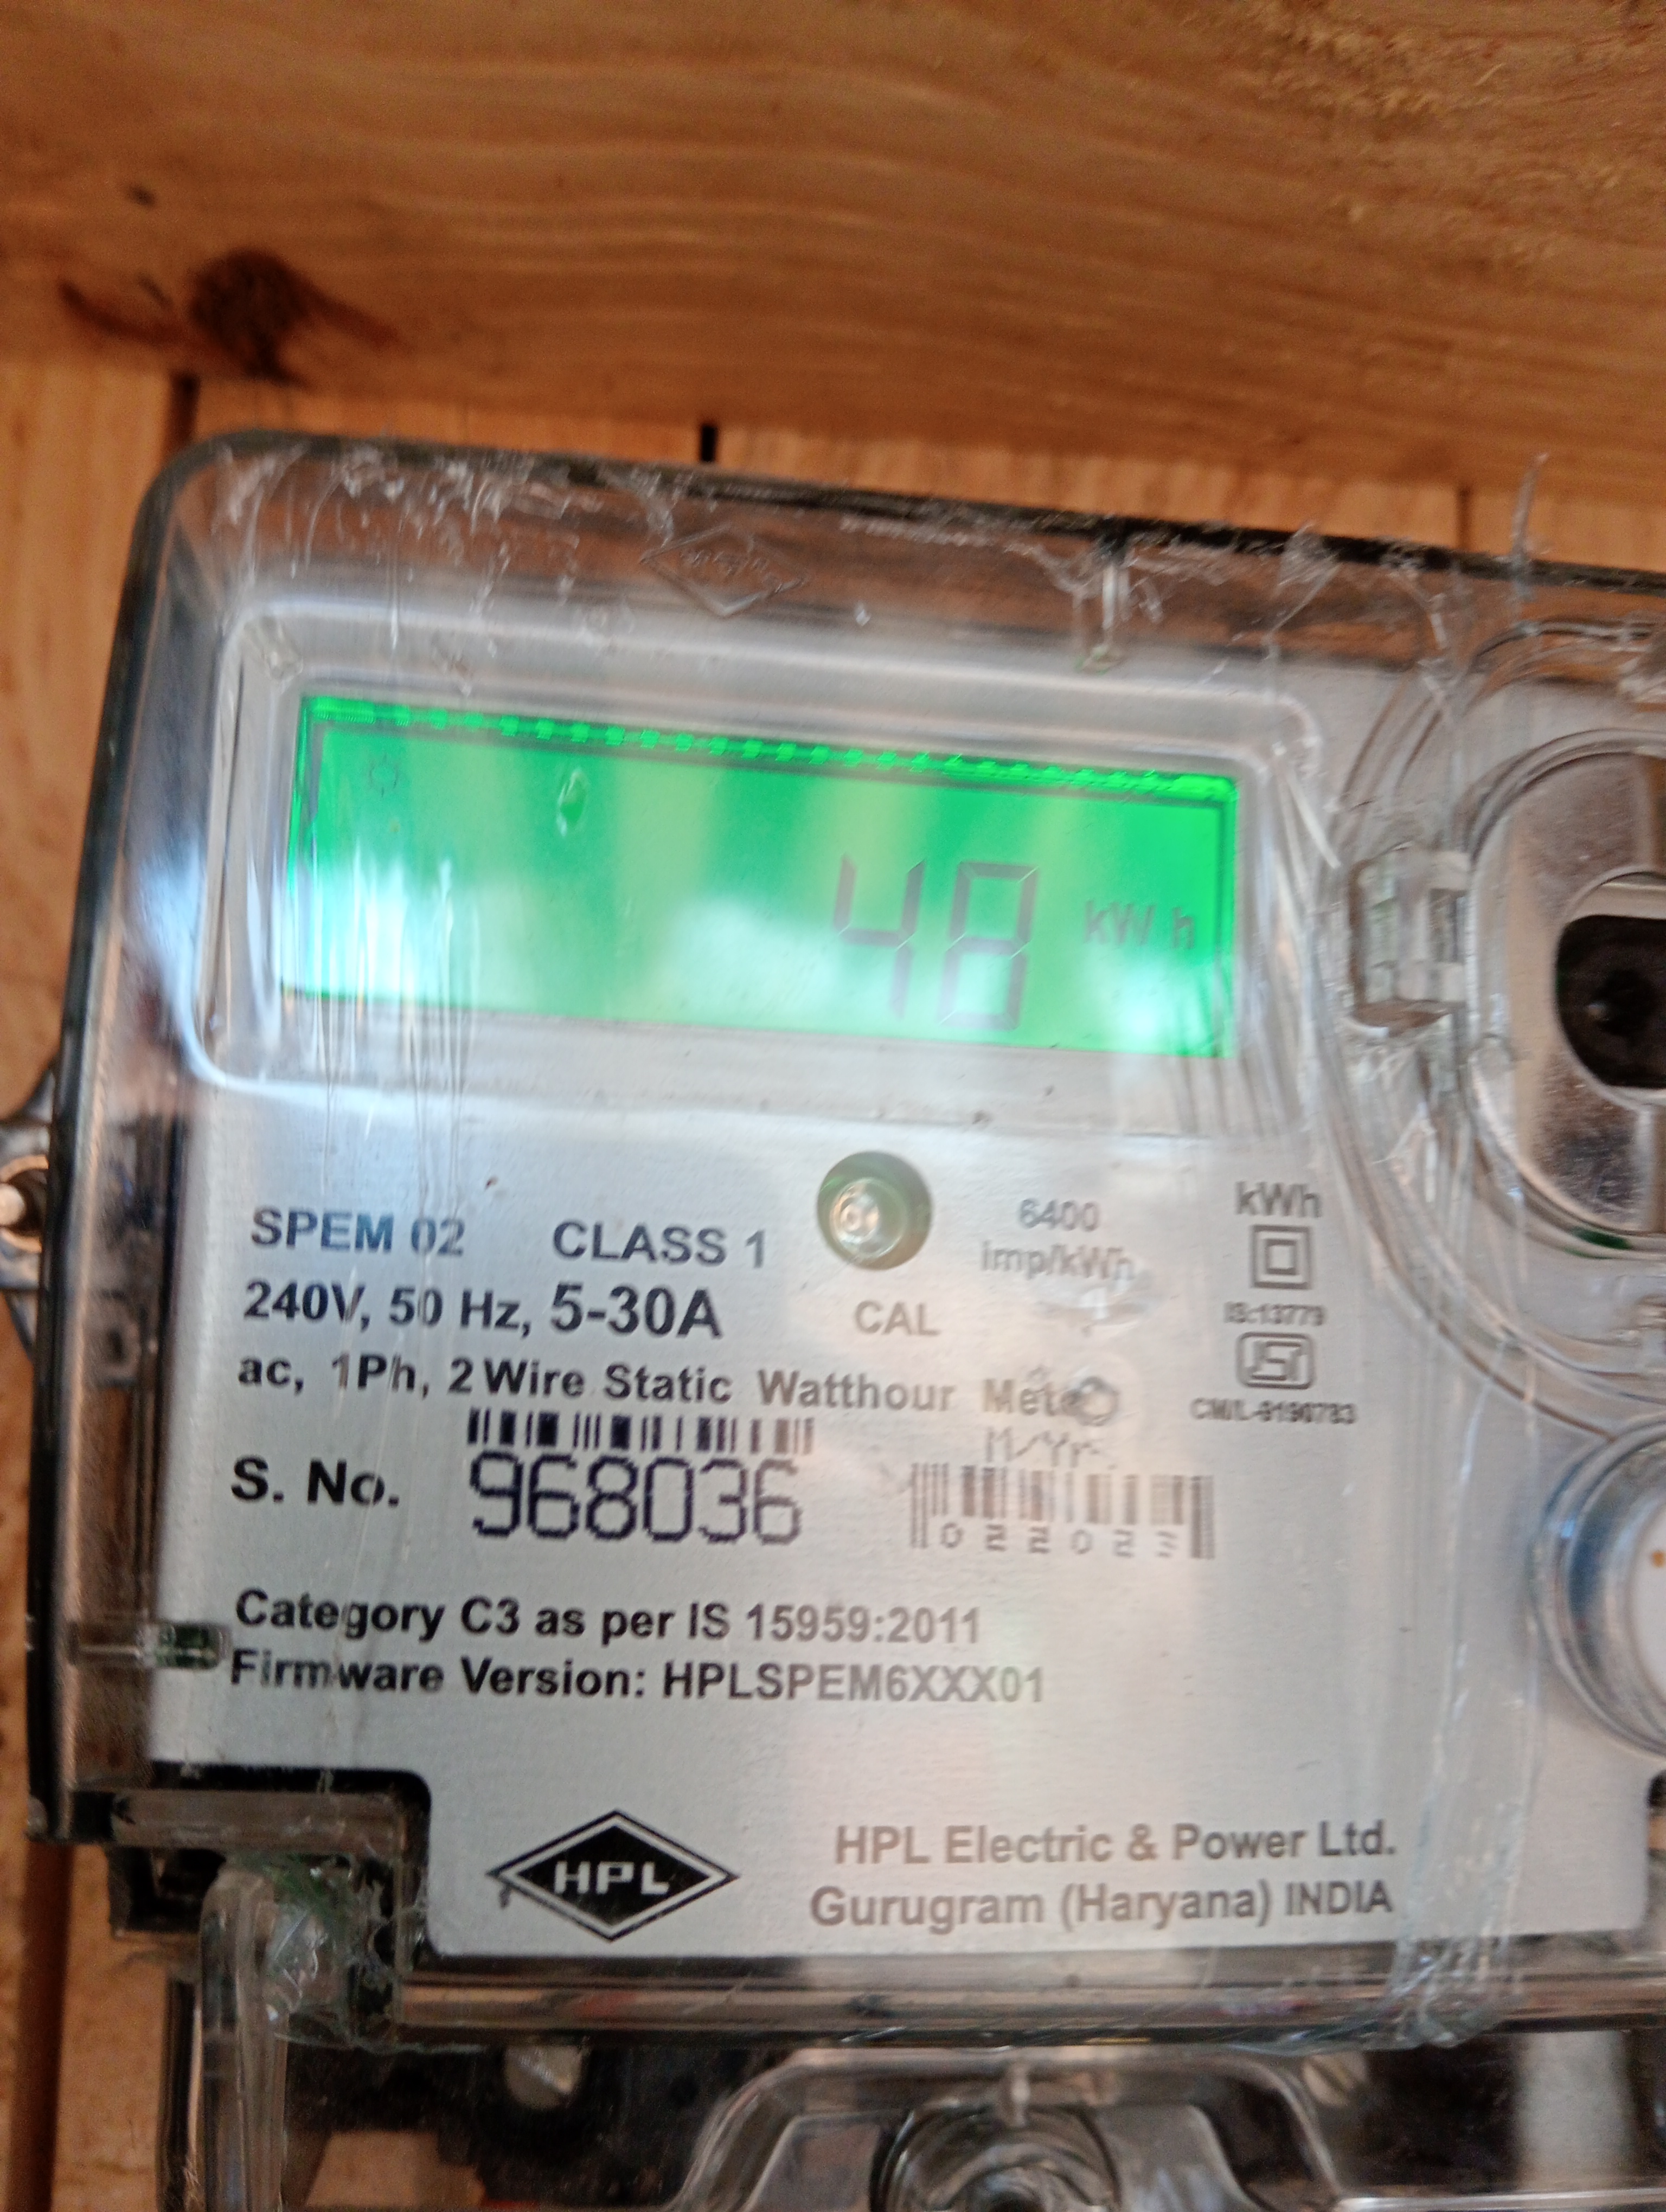 48 kWh
SPEM 02 CLASS 1
240V, 50 Hz, 5-30A
CAL
6400
imp/kWh
kWh
IS:13779
ISI
CM/L-9190783
ac, 1Ph, 2 Wire Static Watthour
M/Yr.
S. No. 968036
022023
Category C3 as per IS 15959:2011
Firmware Version: HPLSPEM6XXX01
HPL
HPL Electric & Power Ltd.
Gurugram (Haryana) INDIA